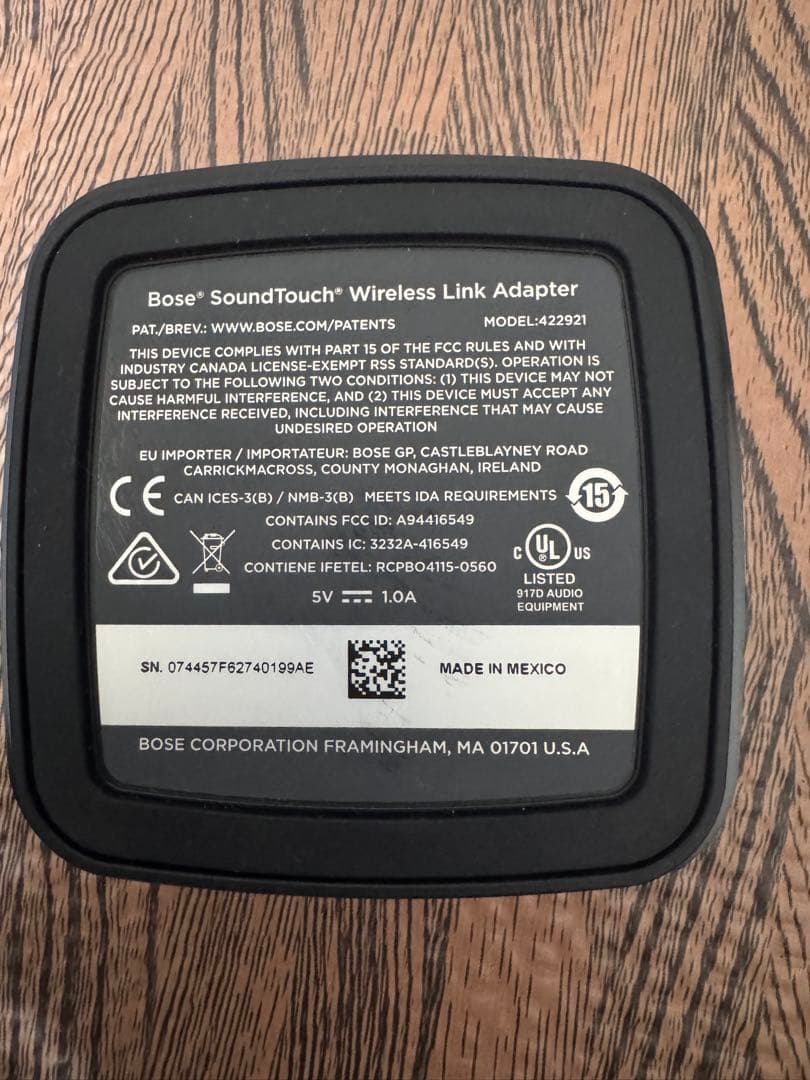 Bose® SoundTouch® Wireless Link Adapter
PAT./BREV.: WWW.BOSE.COM/PATENTS MODEL:422921
THIS DEVICE COMPLIES WITH PART 15 OF THE FCC RULES AND WITH
INDUSTRY CANADA LICENSE-EXEMPT RSS STANDARD(S). OPERATION IS
SUBJECT TO THE FOLLOWING TWO CONDITIONS: (1) THIS DEVICE MAY NOT
CAUSE HARMFUL INTERFERENCE, AND (2) THIS DEVICE MUST ACCEPT ANY
INTERFERENCE RECEIVED, INCLUDING INTERFERENCE THAT MAY CAUSE
UNDESIRED OPERATION
EU IMPORTER / IMPORTATEUR: BOSE GP, CASTLEBLAYNEY ROAD
CARRICKMACROSS, COUNTY MONAGHAN, IRELAND
CE CAN ICES-3(B) / NMB-3(B) MEETS IDA REQUIREMENTS 15
CONTAINS FCC ID: A94416549
CONTAINS IC: 3232A-416549
CONTIENE IFETEL: RCPBO4115-0560
5V 1.0A
C UL US
LISTED
917D AUDIO
EQUIPMENT
SN. 074457F62740199AE MADE IN MEXICO
BOSE CORPORATION FRAMINGHAM, MA 01701 U.S.A